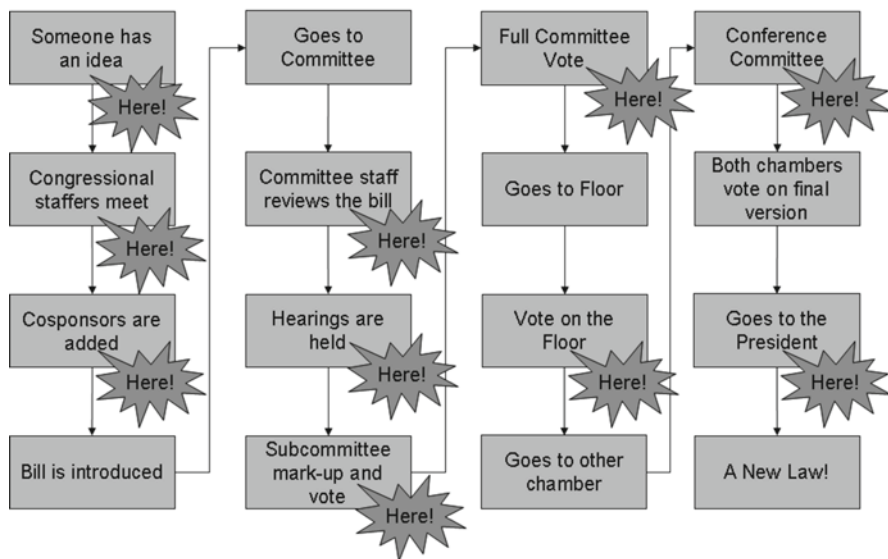 Someone has
an idea
Here!
Congressional
staffers meet
Here!
Cosponsors are
added
Here!
Bill is introduced
Goes to
Committee
Committee staff
reviews the bill
Here!
Hearings are
held
Here!
Subcommittee
mark-up and
vote
Here!
Full Committee
Vote
Here!
Goes to Floor
Vote on the
Floor
Here!
Goes to other
chamber
Conference
Committee
Here!
Both chambers
vote on final
version
Goes to the
President
Here!
A New Law!